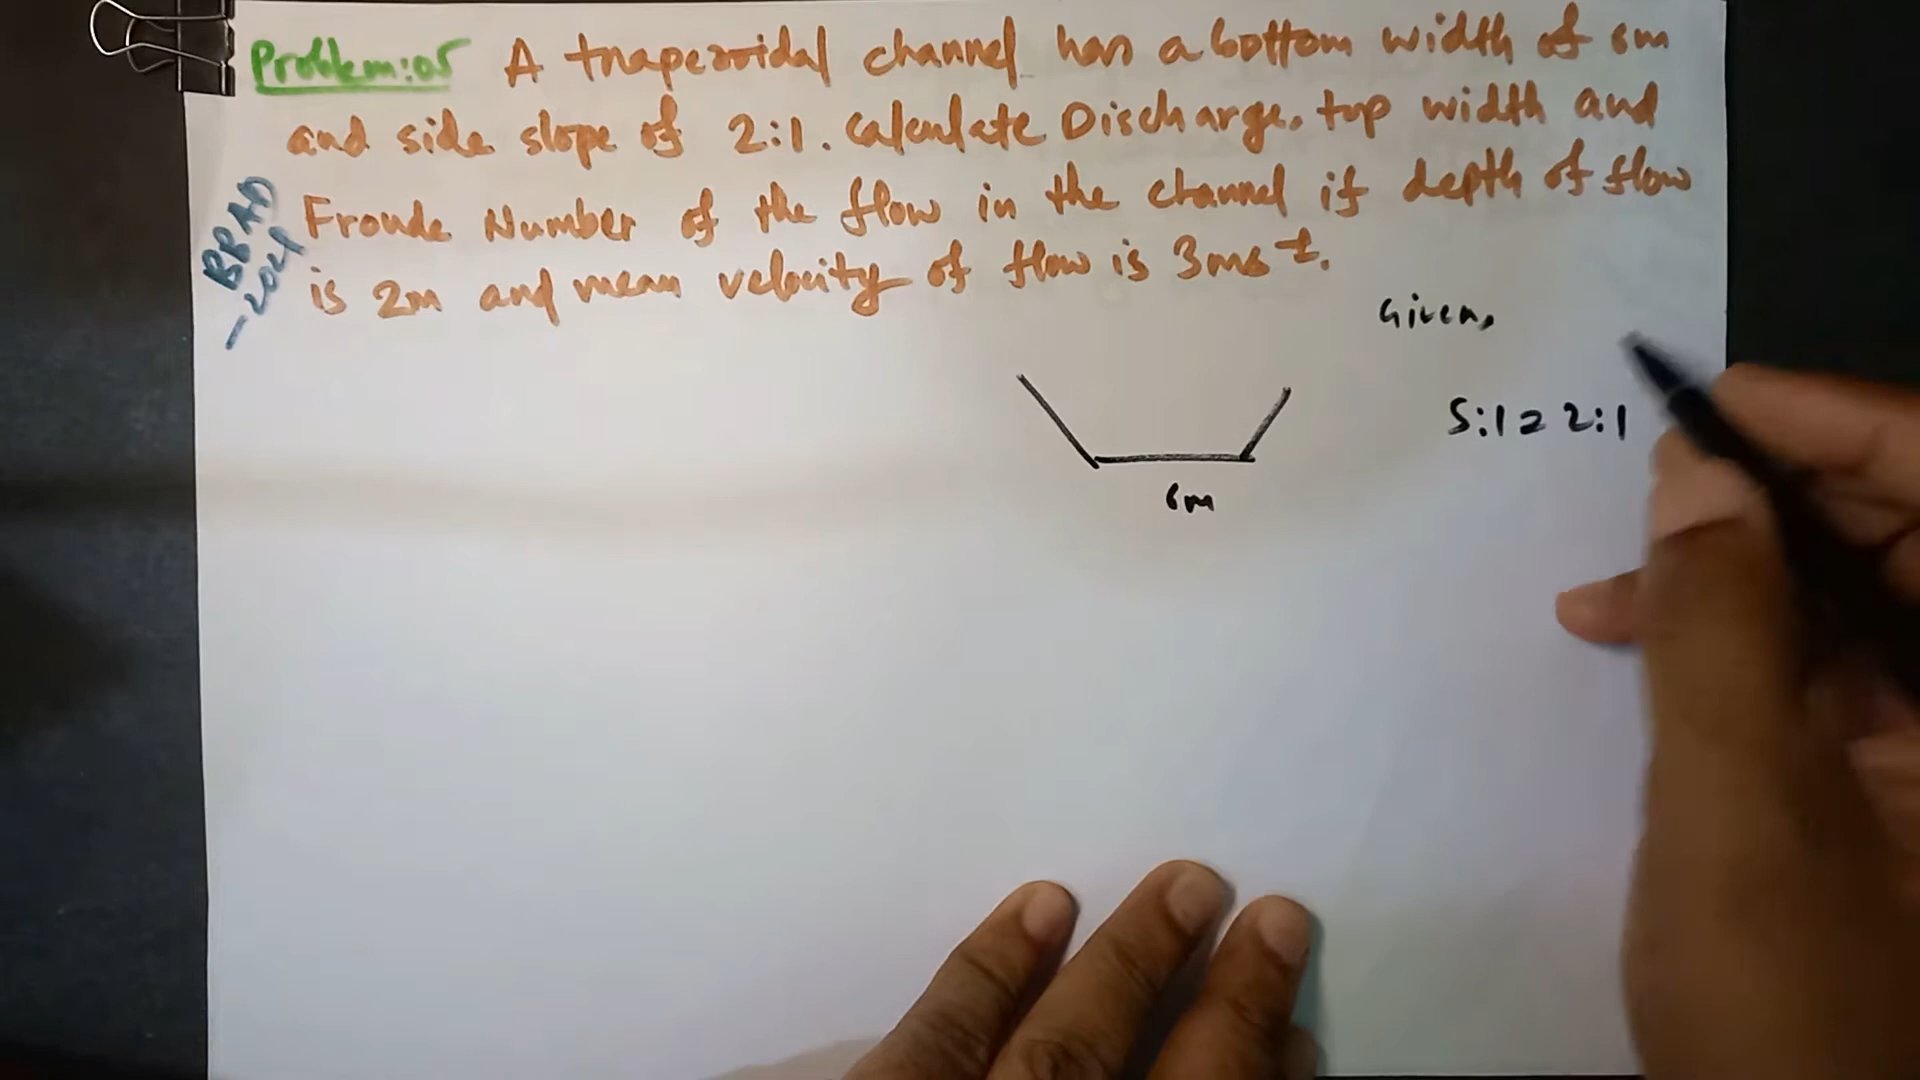 Problem: 05 A trapezoidal channel has a bottom width of 6m
and side slope of 2:1. Calculate Discharge, top width and
Froude Number of the flow in the channel if depth of flow
is 2m and mean velocity of flow is 3ms⁻¹.
BBAD
-2021
Given,
S:1 = 2:1
6m